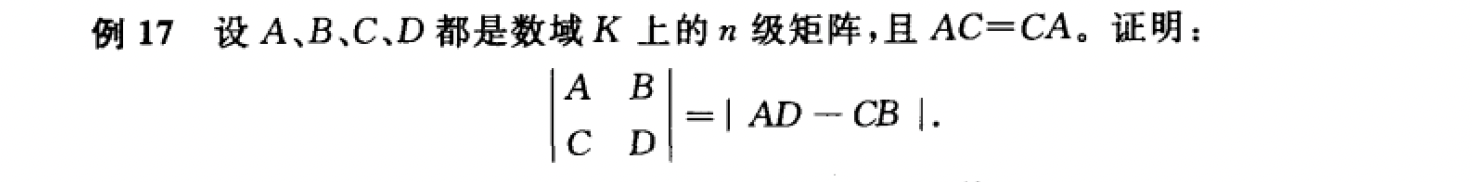 例 17 设 A、B、C、D 都是数域 K 上的 n 级矩阵,且 AC=CA。证明:
| A B |
| C D | = | AD - CB |.